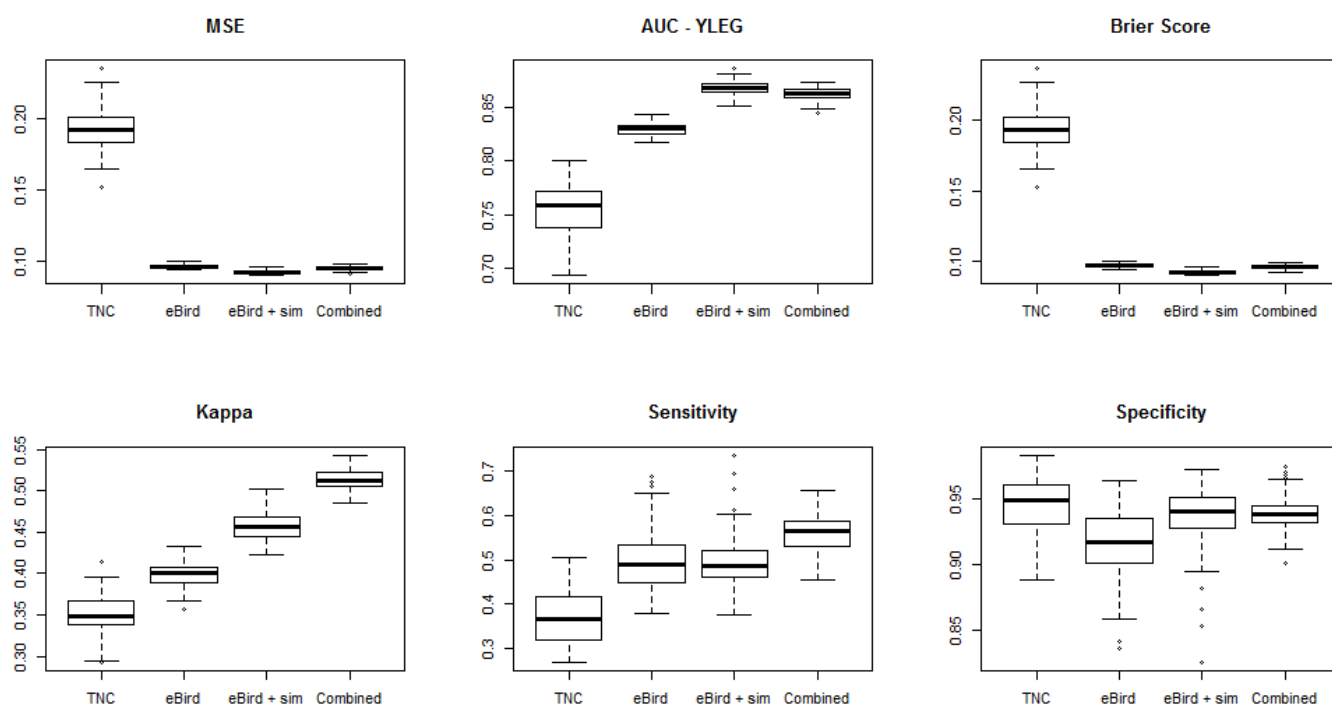 MSE
0.20
0.15
0.10
TNC eBird eBird + sim Combined
AUC - YLEG
0.85
0.80
0.75
0.70
TNC eBird eBird + sim Combined
Brier Score
0.20
0.15
0.10
TNC eBird eBird + sim Combined
Kappa
0.55
0.50
0.45
0.40
0.35
0.30
TNC eBird eBird + sim Combined
Sensitivity
0.7
0.6
0.5
0.4
0.3
TNC eBird eBird + sim Combined
Specificity
0.95
0.90
0.85
TNC eBird eBird + sim Combined